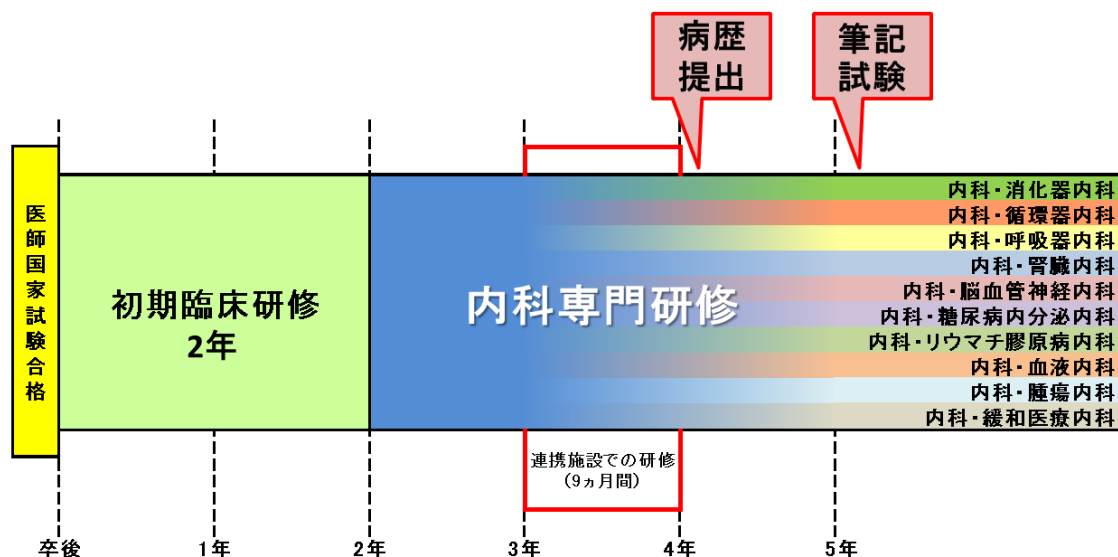 病歴
提出
筆記
試験
医師国家試験合格
初期臨床研修
2年
内科専門研修
内科・消化器内科
内科・循環器内科
内科・呼吸器内科
内科・腎臓内科
内科・脳血管神経内科
内科・糖尿病内分泌内科
内科・リウマチ膠原病内科
内科・血液内科
内科・腫瘍内科
内科・緩和医療内科
連携施設での研修
(9ヵ月間)
卒後
1年
2年
3年
4年
5年